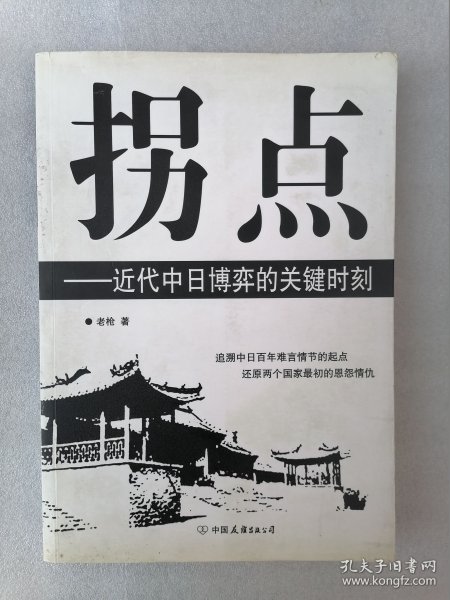 拐点
——近代中日博弈的关键时刻
● 老枪 著
追溯中日百年难言情节的起点
还原两个国家最初的恩怨情仇
中国友谊出版公司
孔夫子旧书网
www.kongfz.com